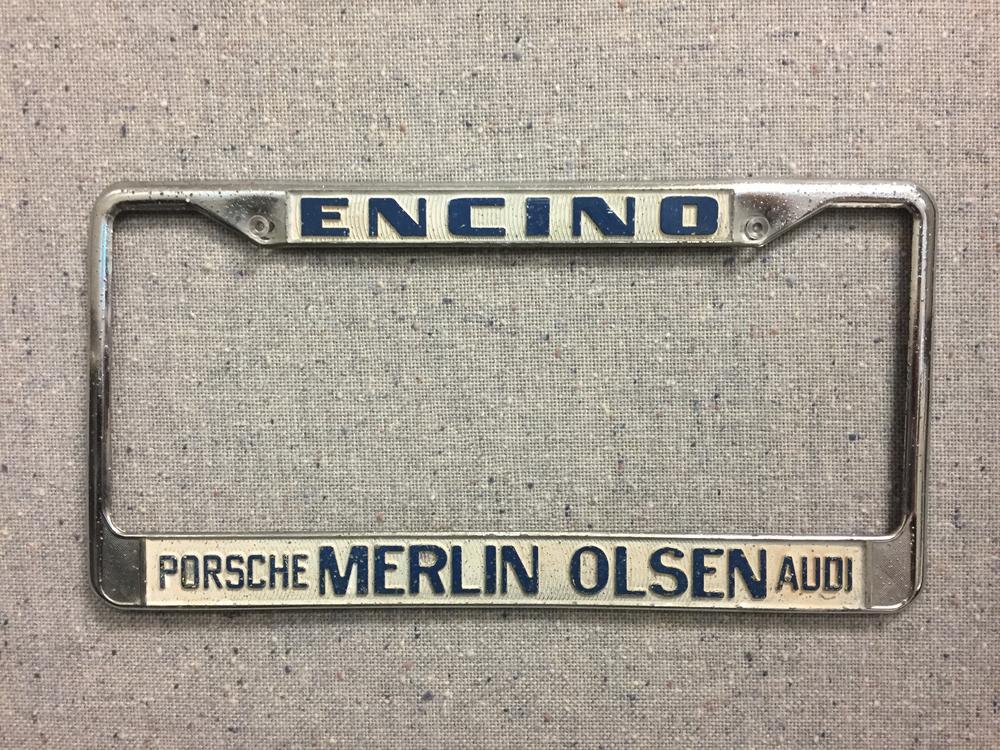 ENCINO
PORSCHE MERLIN OLSEN AUDI